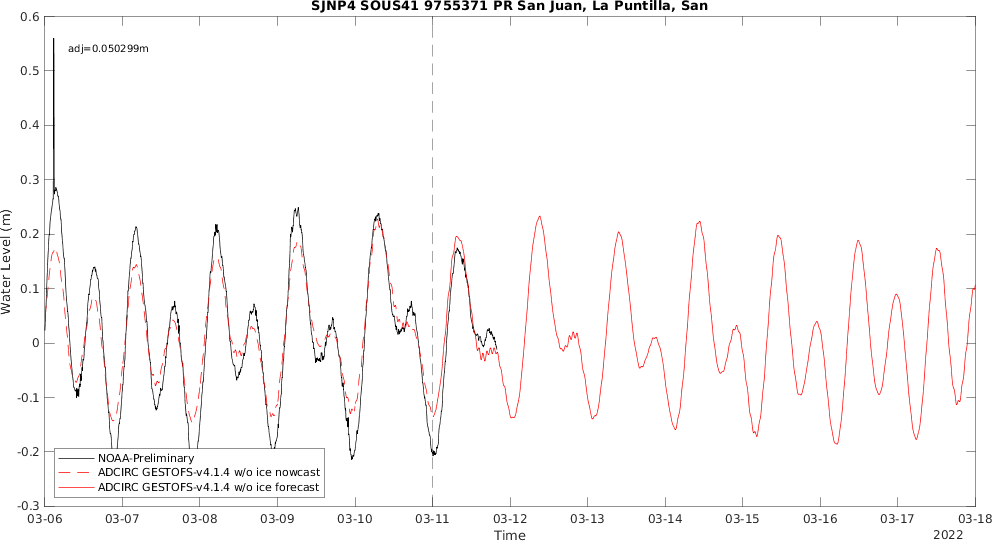 SJNP4 SOUS41 9755371 PR San Juan, La Puntilla, San
adj=0.050299m
Water Level (m)
0.6
0.5
0.4
0.3
0.2
0.1
0
-0.1
-0.2
-0.3
NOAA-Preliminary
ADCIRC GESTOFS-v4.1.4 w/o ice nowcast
ADCIRC GESTOFS-v4.1.4 w/o ice forecast
03-06 03-07 03-08 03-09 03-10 03-11 03-12 03-13 03-14 03-15 03-16 03-17 03-18
Time
2022